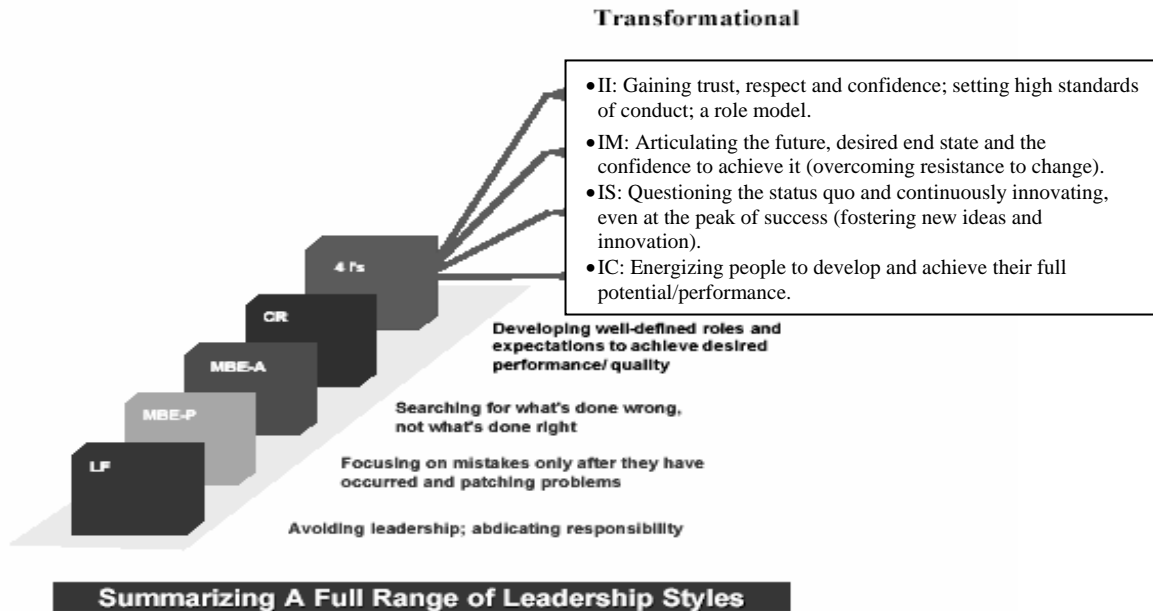 Transformational
•II: Gaining trust, respect and confidence; setting high standards
of conduct; a role model.
•IM: Articulating the future, desired end state and the
confidence to achieve it (overcoming resistance to change).
•IS: Questioning the status quo and continuously innovating,
even at the peak of success (fostering new ideas and
innovation).
•IC: Energizing people to develop and achieve their full
potential/performance.
4 I's
CR
Developing well-defined roles and
expectations to achieve desired
performance/ quality
MBE-A
Searching for what's done wrong,
not what's done right
MBE-P
Focusing on mistakes only after they have
occurred and patching problems
LF
Avoiding leadership; abdicating responsibility
Summarizing A Full Range of Leadership Styles